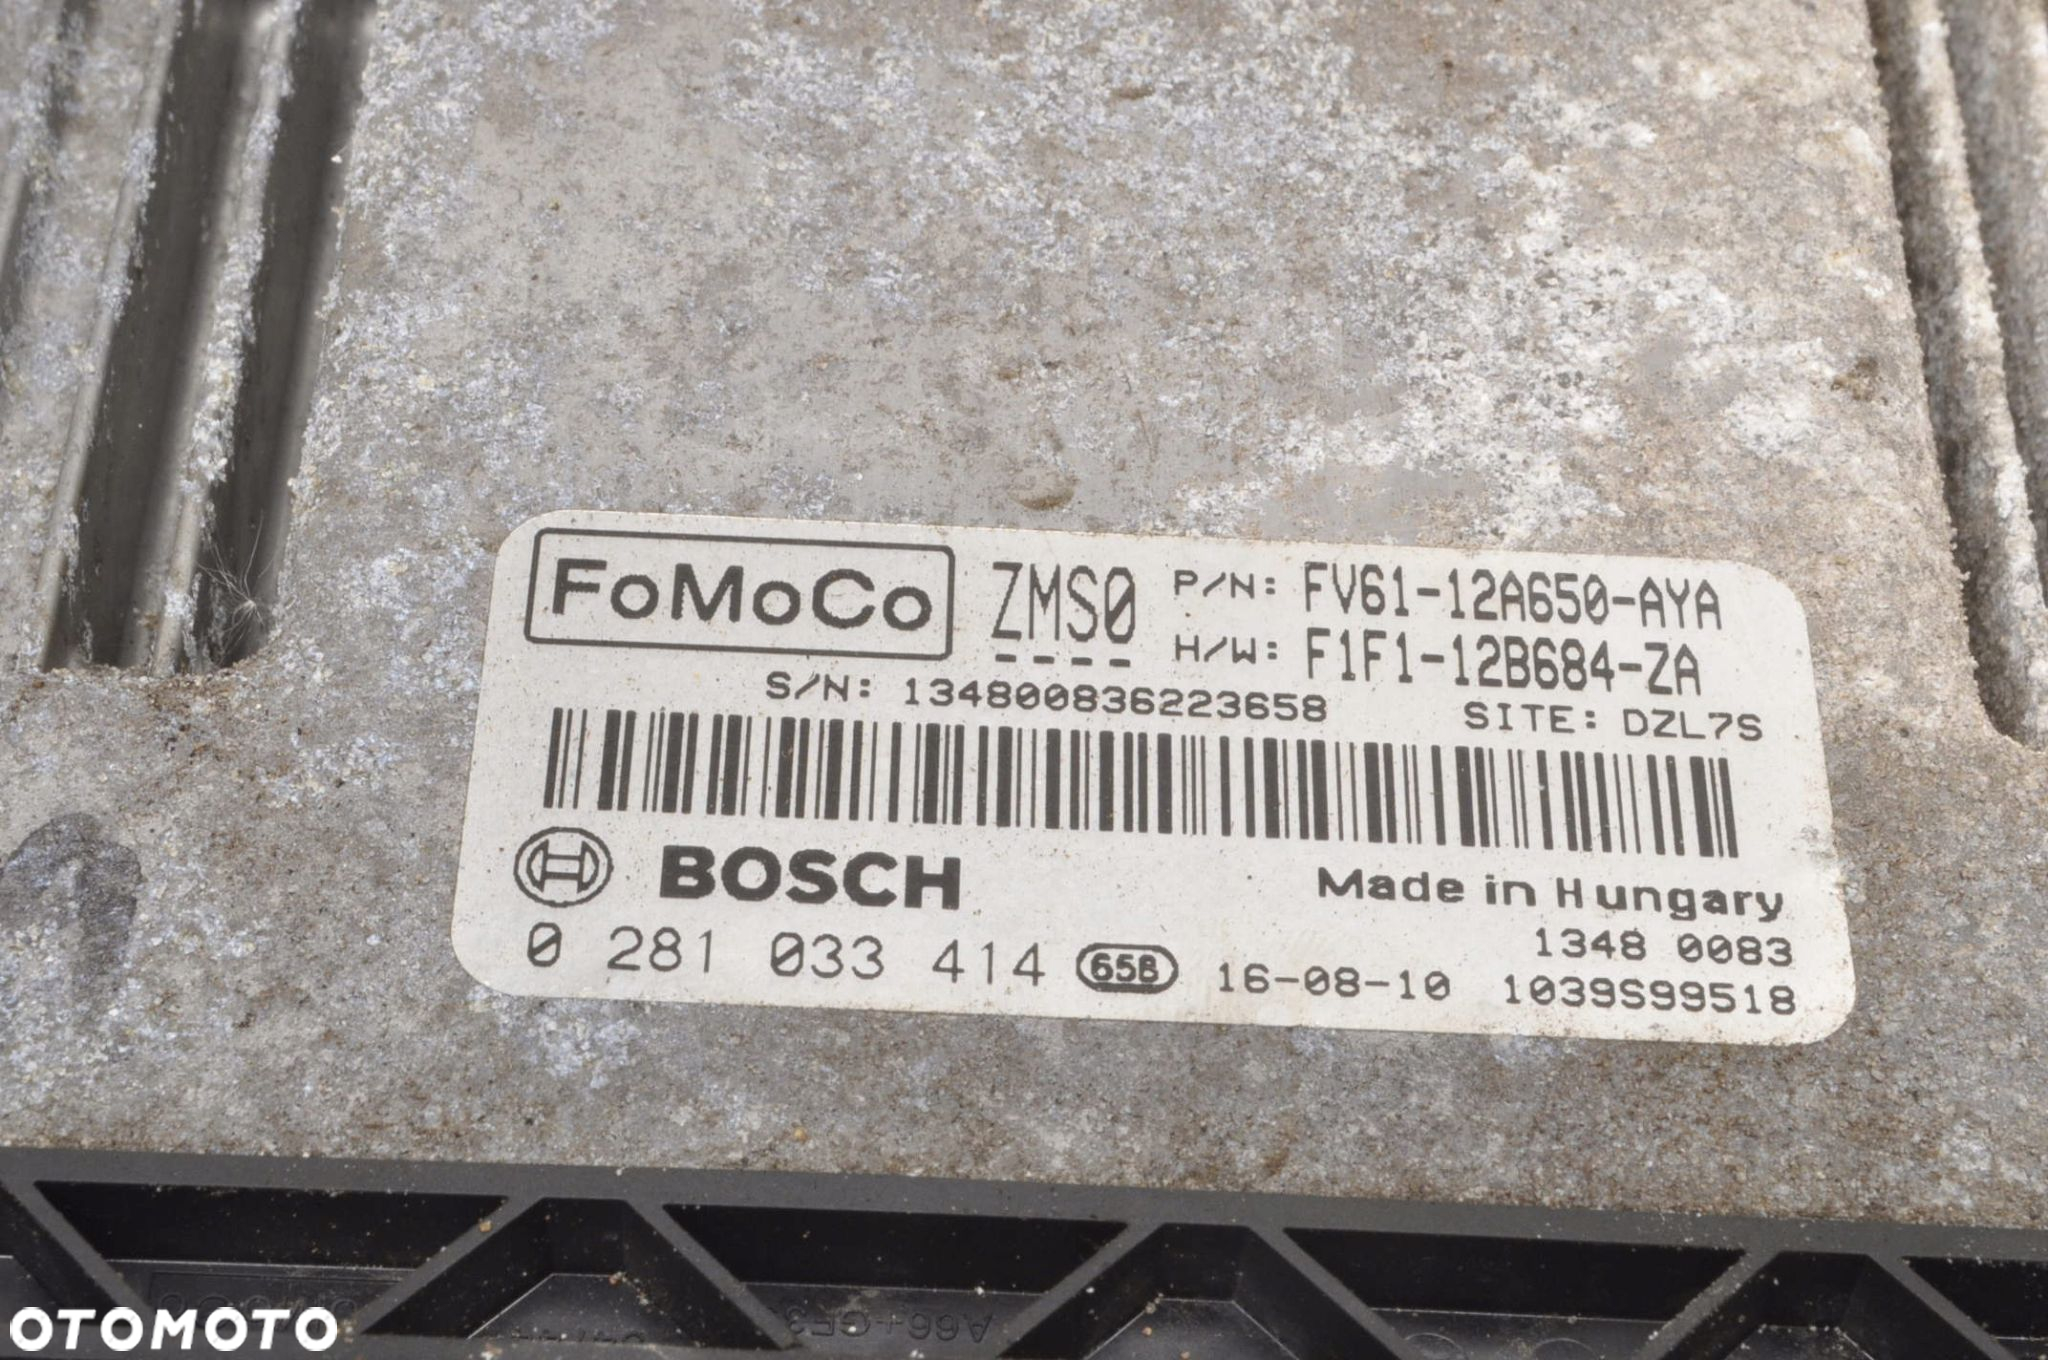 FoMoCo ZMS0 P/N: FV61-12A650-AYA
---- H/W: F1F1-12B684-ZA
S/N: 134800836223658 SITE: DZL7S
BOSCH Made in Hungary
1348 0083
0 281 033 414 65B 16-08-10 1039S99518
OTOMOTO